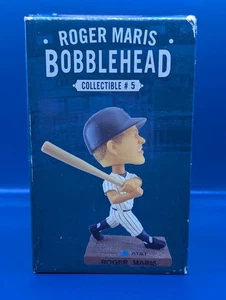 ROGER MARIS
BOBBLEHEAD
COLLECTIBLE # 5
AT&T
ROGER MARIS